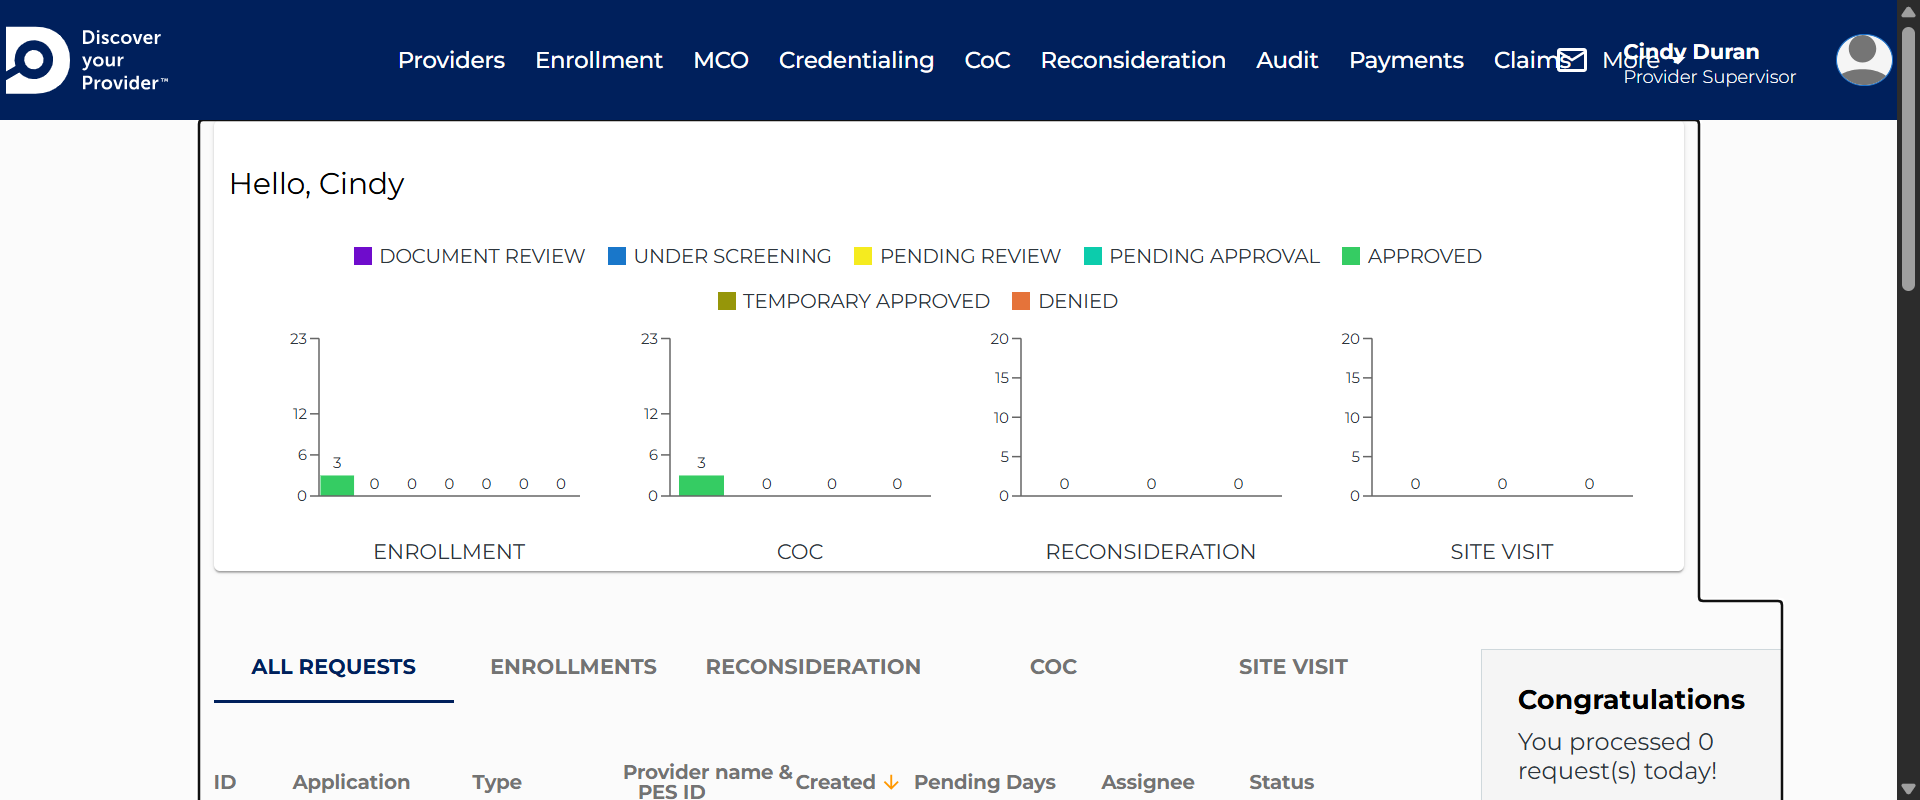 Discover
your
Provider™
Providers Enrollment MCO Credentialing CoC Reconsideration Audit Payments Claims More
Cindy Duran
Provider Supervisor
Hello, Cindy
DOCUMENT REVIEW UNDER SCREENING PENDING REVIEW PENDING APPROVAL APPROVED
TEMPORARY APPROVED DENIED
23
12
6
0
3 0 0 0 0 0 0
ENROLLMENT
23
12
6
0
3 0 0 0
COC
20
15
10
5
0
0 0 0
RECONSIDERATION
20
15
10
5
0
0 0 0
SITE VISIT
ALL REQUESTS ENROLLMENTS RECONSIDERATION COC SITE VISIT
Congratulations
You processed 0
request(s) today!
ID Application Type Provider name & PES ID Created Pending Days Assignee Status